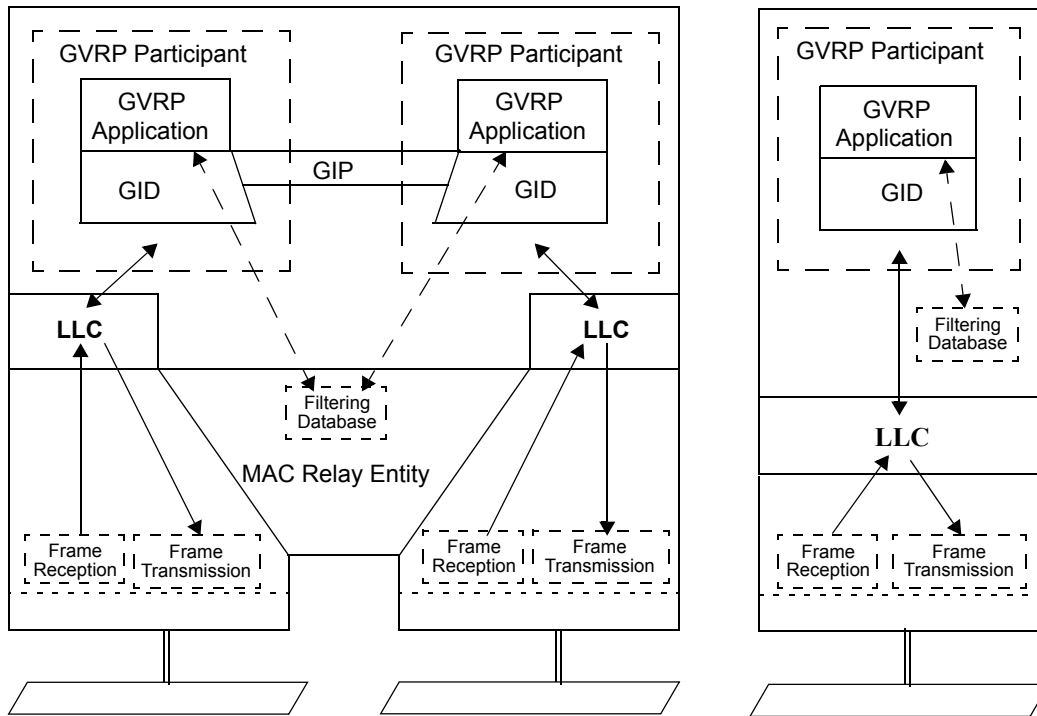 GVRP Participant
GVRP
Application
GID
GIP
GVRP Participant
GVRP
Application
GID
LLC
LLC
Filtering
Database
MAC Relay Entity
Frame
Reception
Frame
Transmission
Frame
Reception
Frame
Transmission
GVRP Participant
GVRP
Application
GID
Filtering
Database
LLC
Frame
Reception
Frame
Transmission